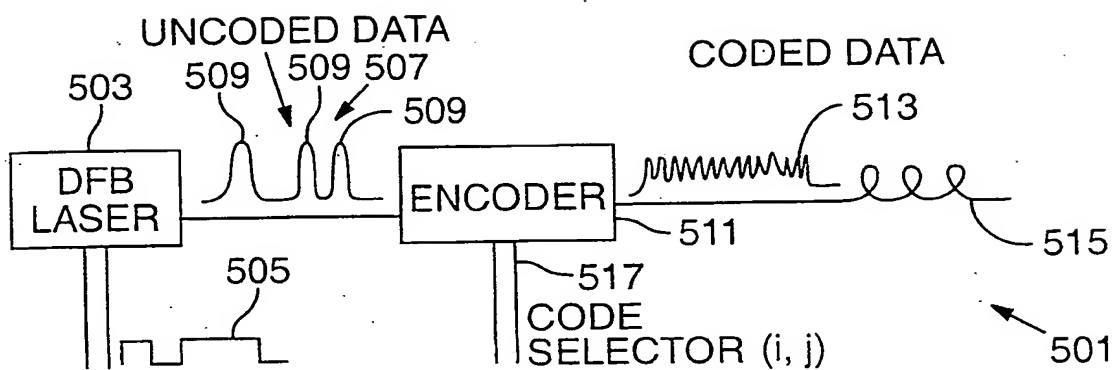 UNCODED DATA
CODED DATA
509
509
507
503
509
513
DFB
LASER
ENCODER
511
515
505
517
CODE
SELECTOR (i, j)
501